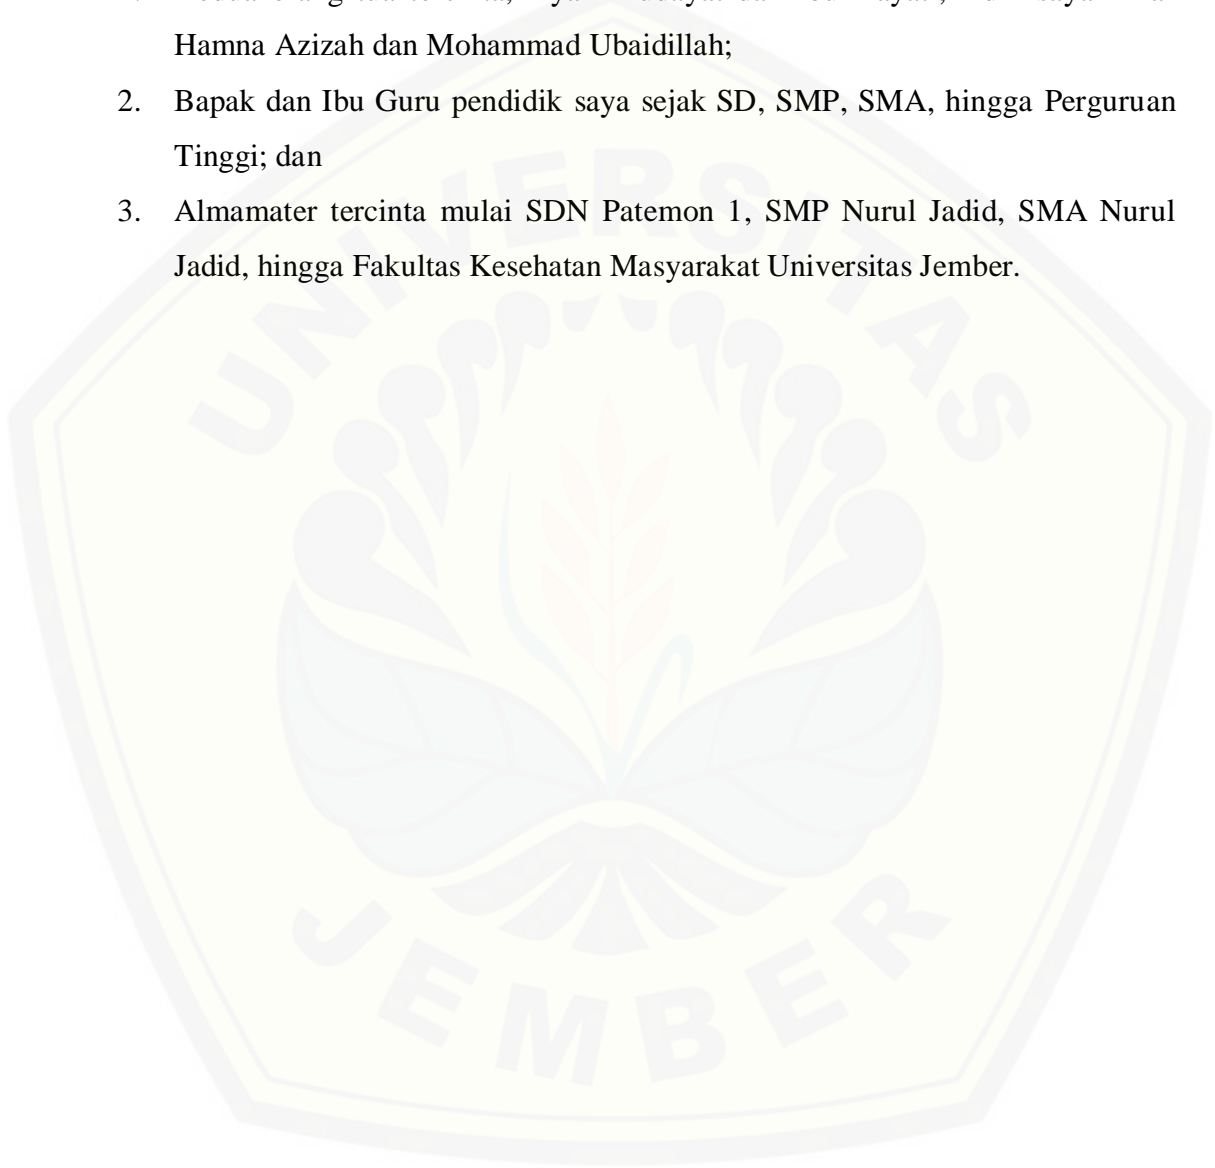 Hamna Azizah dan Mohammad Ubaidillah;
2. Bapak dan Ibu Guru pendidik saya sejak SD, SMP, SMA, hingga Perguruan
Tinggi; dan
3. Almamater tercinta mulai SDN Patemon 1, SMP Nurul Jadid, SMA Nurul
Jadid, hingga Fakultas Kesehatan Masyarakat Universitas Jember.
UNIVERSITAS
JEMBER